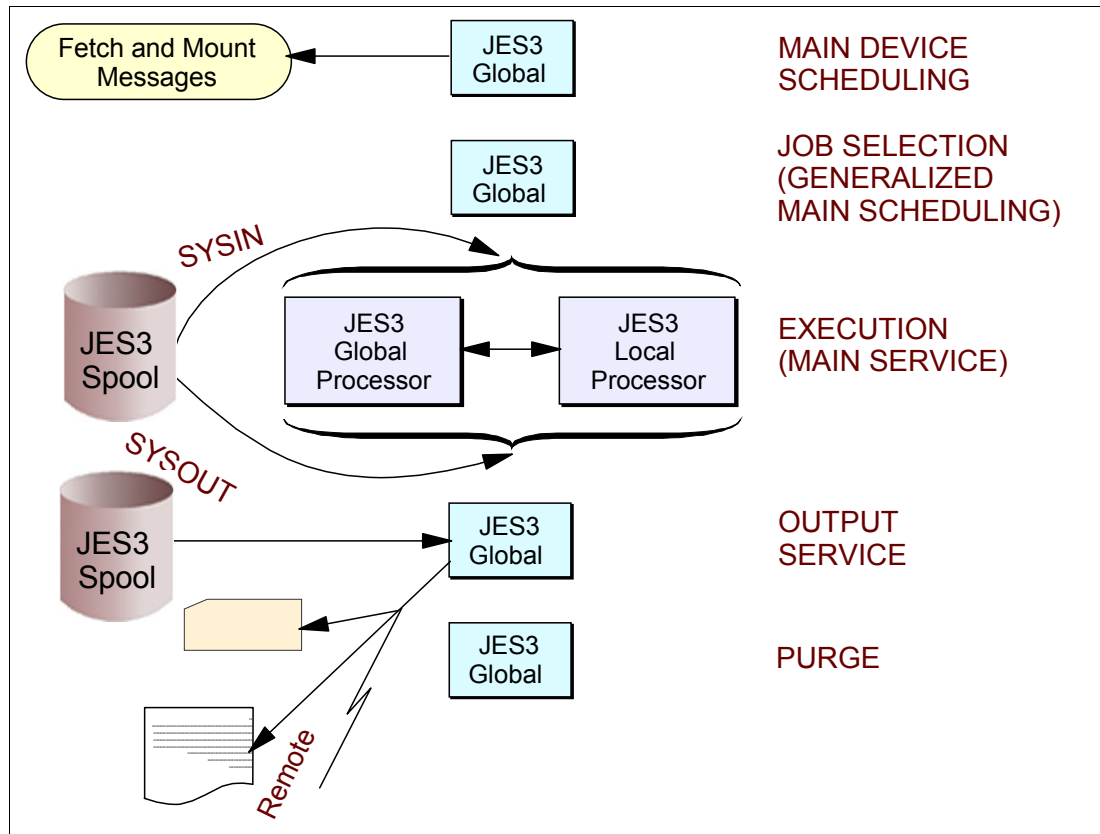 Fetch and Mount
Messages
JES3
Global
MAIN DEVICE
SCHEDULING
JES3
Global
JOB SELECTION
(GENERALIZED
MAIN SCHEDULING)
SYSIN
JES3
Spool
JES3
Global
Processor
JES3
Local
Processor
EXECUTION
(MAIN SERVICE)
SYSOUT
JES3
Spool
JES3
Global
OUTPUT
SERVICE
JES3
Global
PURGE
Remote